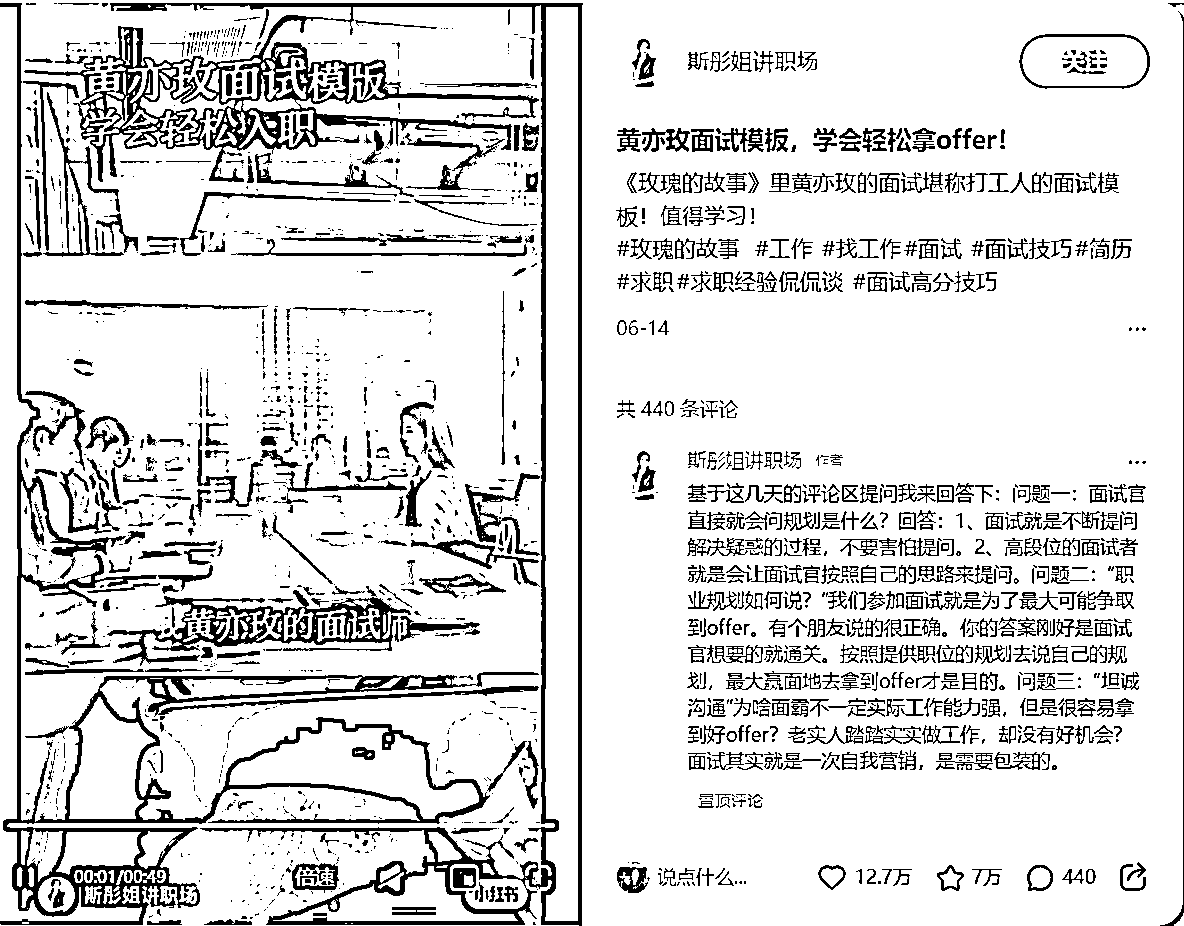 黄亦玫面试模版
学会轻松入职
黄亦玫的面试师
00:01/00:49
斯彤姐讲职场
倍速
小红书
斯彤姐讲职场
关注
黄亦玫面试模板，学会轻松拿offer！
《玫瑰的故事》里黄亦玫的面试堪称打工人的面试模
板！值得学习！
#玫瑰的故事 #工作 #找工作#面试 #面试技巧#简历
#求职#求职经验侃侃谈 #面试高分技巧
06-14
共 440 条评论
斯彤姐讲职场 作者
基于这几天的评论区提问我来回答下：问题一：面试官
直接就会问规划是什么？回答：1、面试就是不断提问
解决疑惑的过程，不要害怕提问。2、高段位的面试者
就是会让面试官按照自己的思路来提问。问题二：“职
业规划如何说？”我们参加面试就是为了最大可能争取
到offer。有个朋友说的很正确。你的答案刚好是面试
官想要的就通关。按照提供职位的规划去说自己的规
划，最大赢面地去拿到offer才是目的。问题三：“坦诚
沟通”为啥面霸不一定实际工作能力强，但是很容易拿
到好offer？老实人踏踏实实做工作，却没有好机会？
面试其实就是一次自我营销，是需要包装的。
置顶评论
说点什么...
12.7万
7万
440